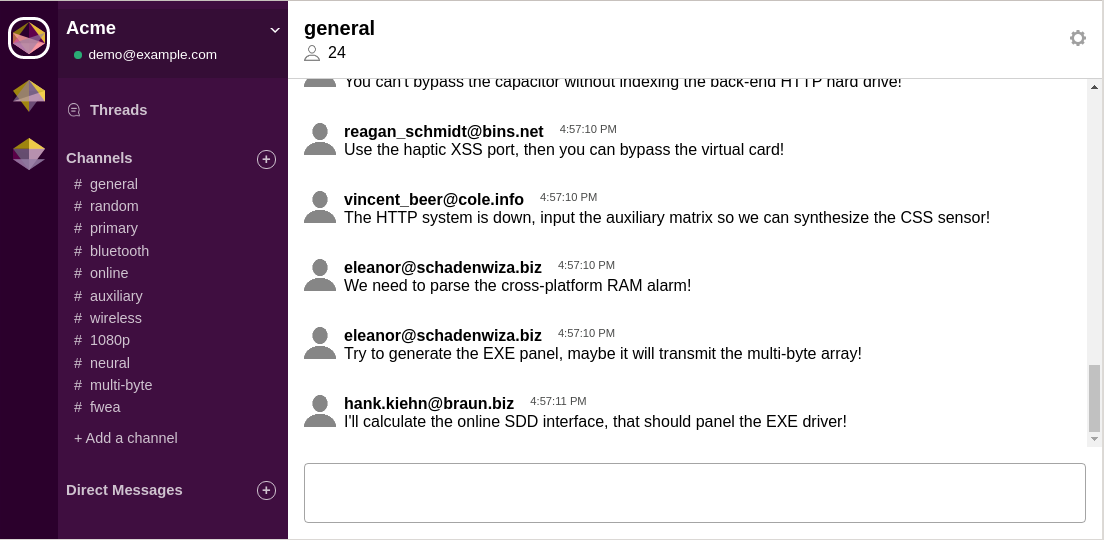 Acme
demo@example.com
Threads
Channels +
# general
# random
# primary
# bluetooth
# online
# auxiliary
# wireless
# 1080p
# neural
# multi-byte
# fwea
+ Add a channel
Direct Messages +
general
24
You can't bypass the capacitor without indexing the back-end HTTP hard drive!
reagan_schmidt@bins.net 4:57:10 PM
Use the haptic XSS port, then you can bypass the virtual card!
vincent_beer@cole.info 4:57:10 PM
The HTTP system is down, input the auxiliary matrix so we can synthesize the CSS sensor!
eleanor@schadenwiza.biz 4:57:10 PM
We need to parse the cross-platform RAM alarm!
eleanor@schadenwiza.biz 4:57:10 PM
Try to generate the EXE panel, maybe it will transmit the multi-byte array!
hank.kiehn@braun.biz 4:57:11 PM
I'll calculate the online SDD interface, that should panel the EXE driver!